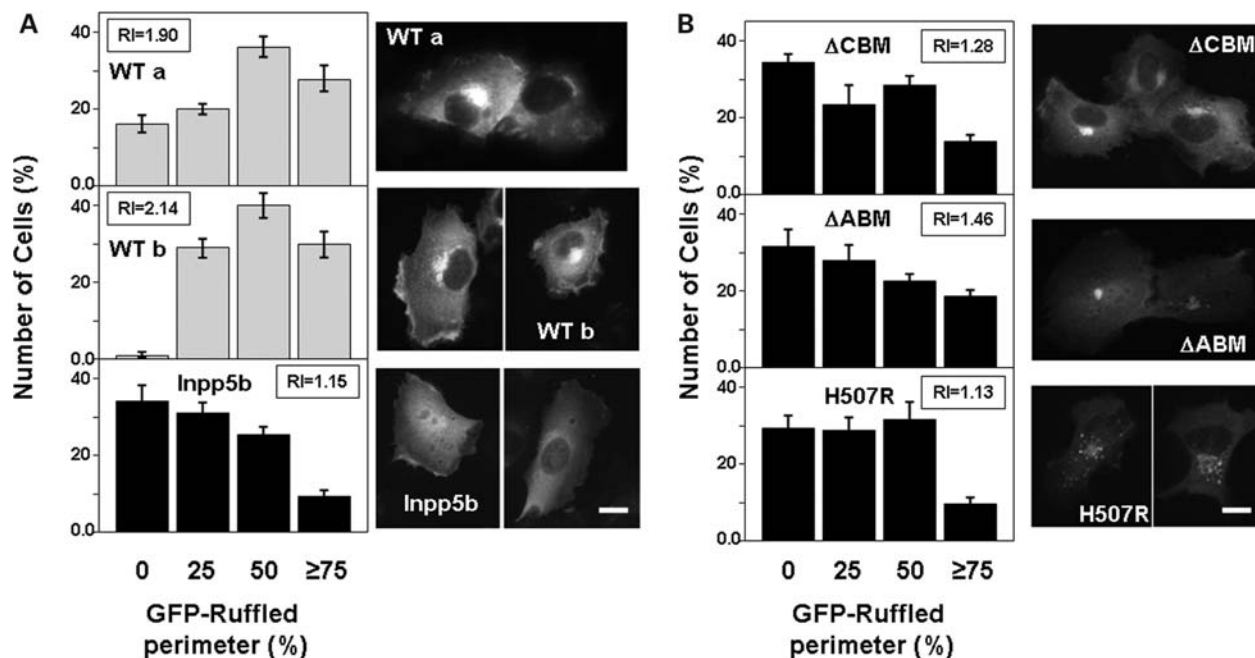 A
RI=1.90
WT a
WT a
40
20
0.0
RI=2.14
WT b
WT b
40
20
0.0
Inpp5b
RI=1.15
Inpp5b
40
20
0.0
Number of Cells (%)
0 25 50 ≥75
GFP-Ruffled
perimeter (%)
B
ΔCBM
RI=1.28
ΔCBM
40
20
0.0
ΔABM
RI=1.46
ΔABM
40
20
0.0
H507R
RI=1.13
H507R
40
20
0.0
Number of Cells (%)
0 25 50 ≥75
GFP-Ruffled
perimeter (%)